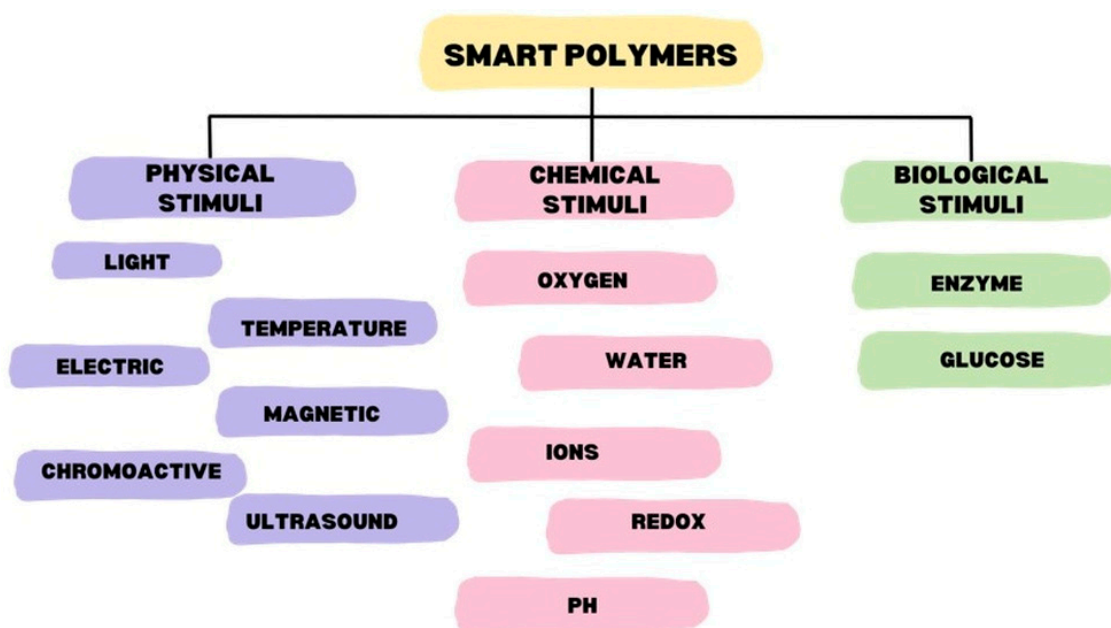 SMART POLYMERS
PHYSICAL
STIMULI
LIGHT
TEMPERATURE
ELECTRIC
MAGNETIC
CHROMOACTIVE
ULTRASOUND
CHEMICAL
STIMULI
OXYGEN
WATER
IONS
REDOX
PH
BIOLOGICAL
STIMULI
ENZYME
GLUCOSE